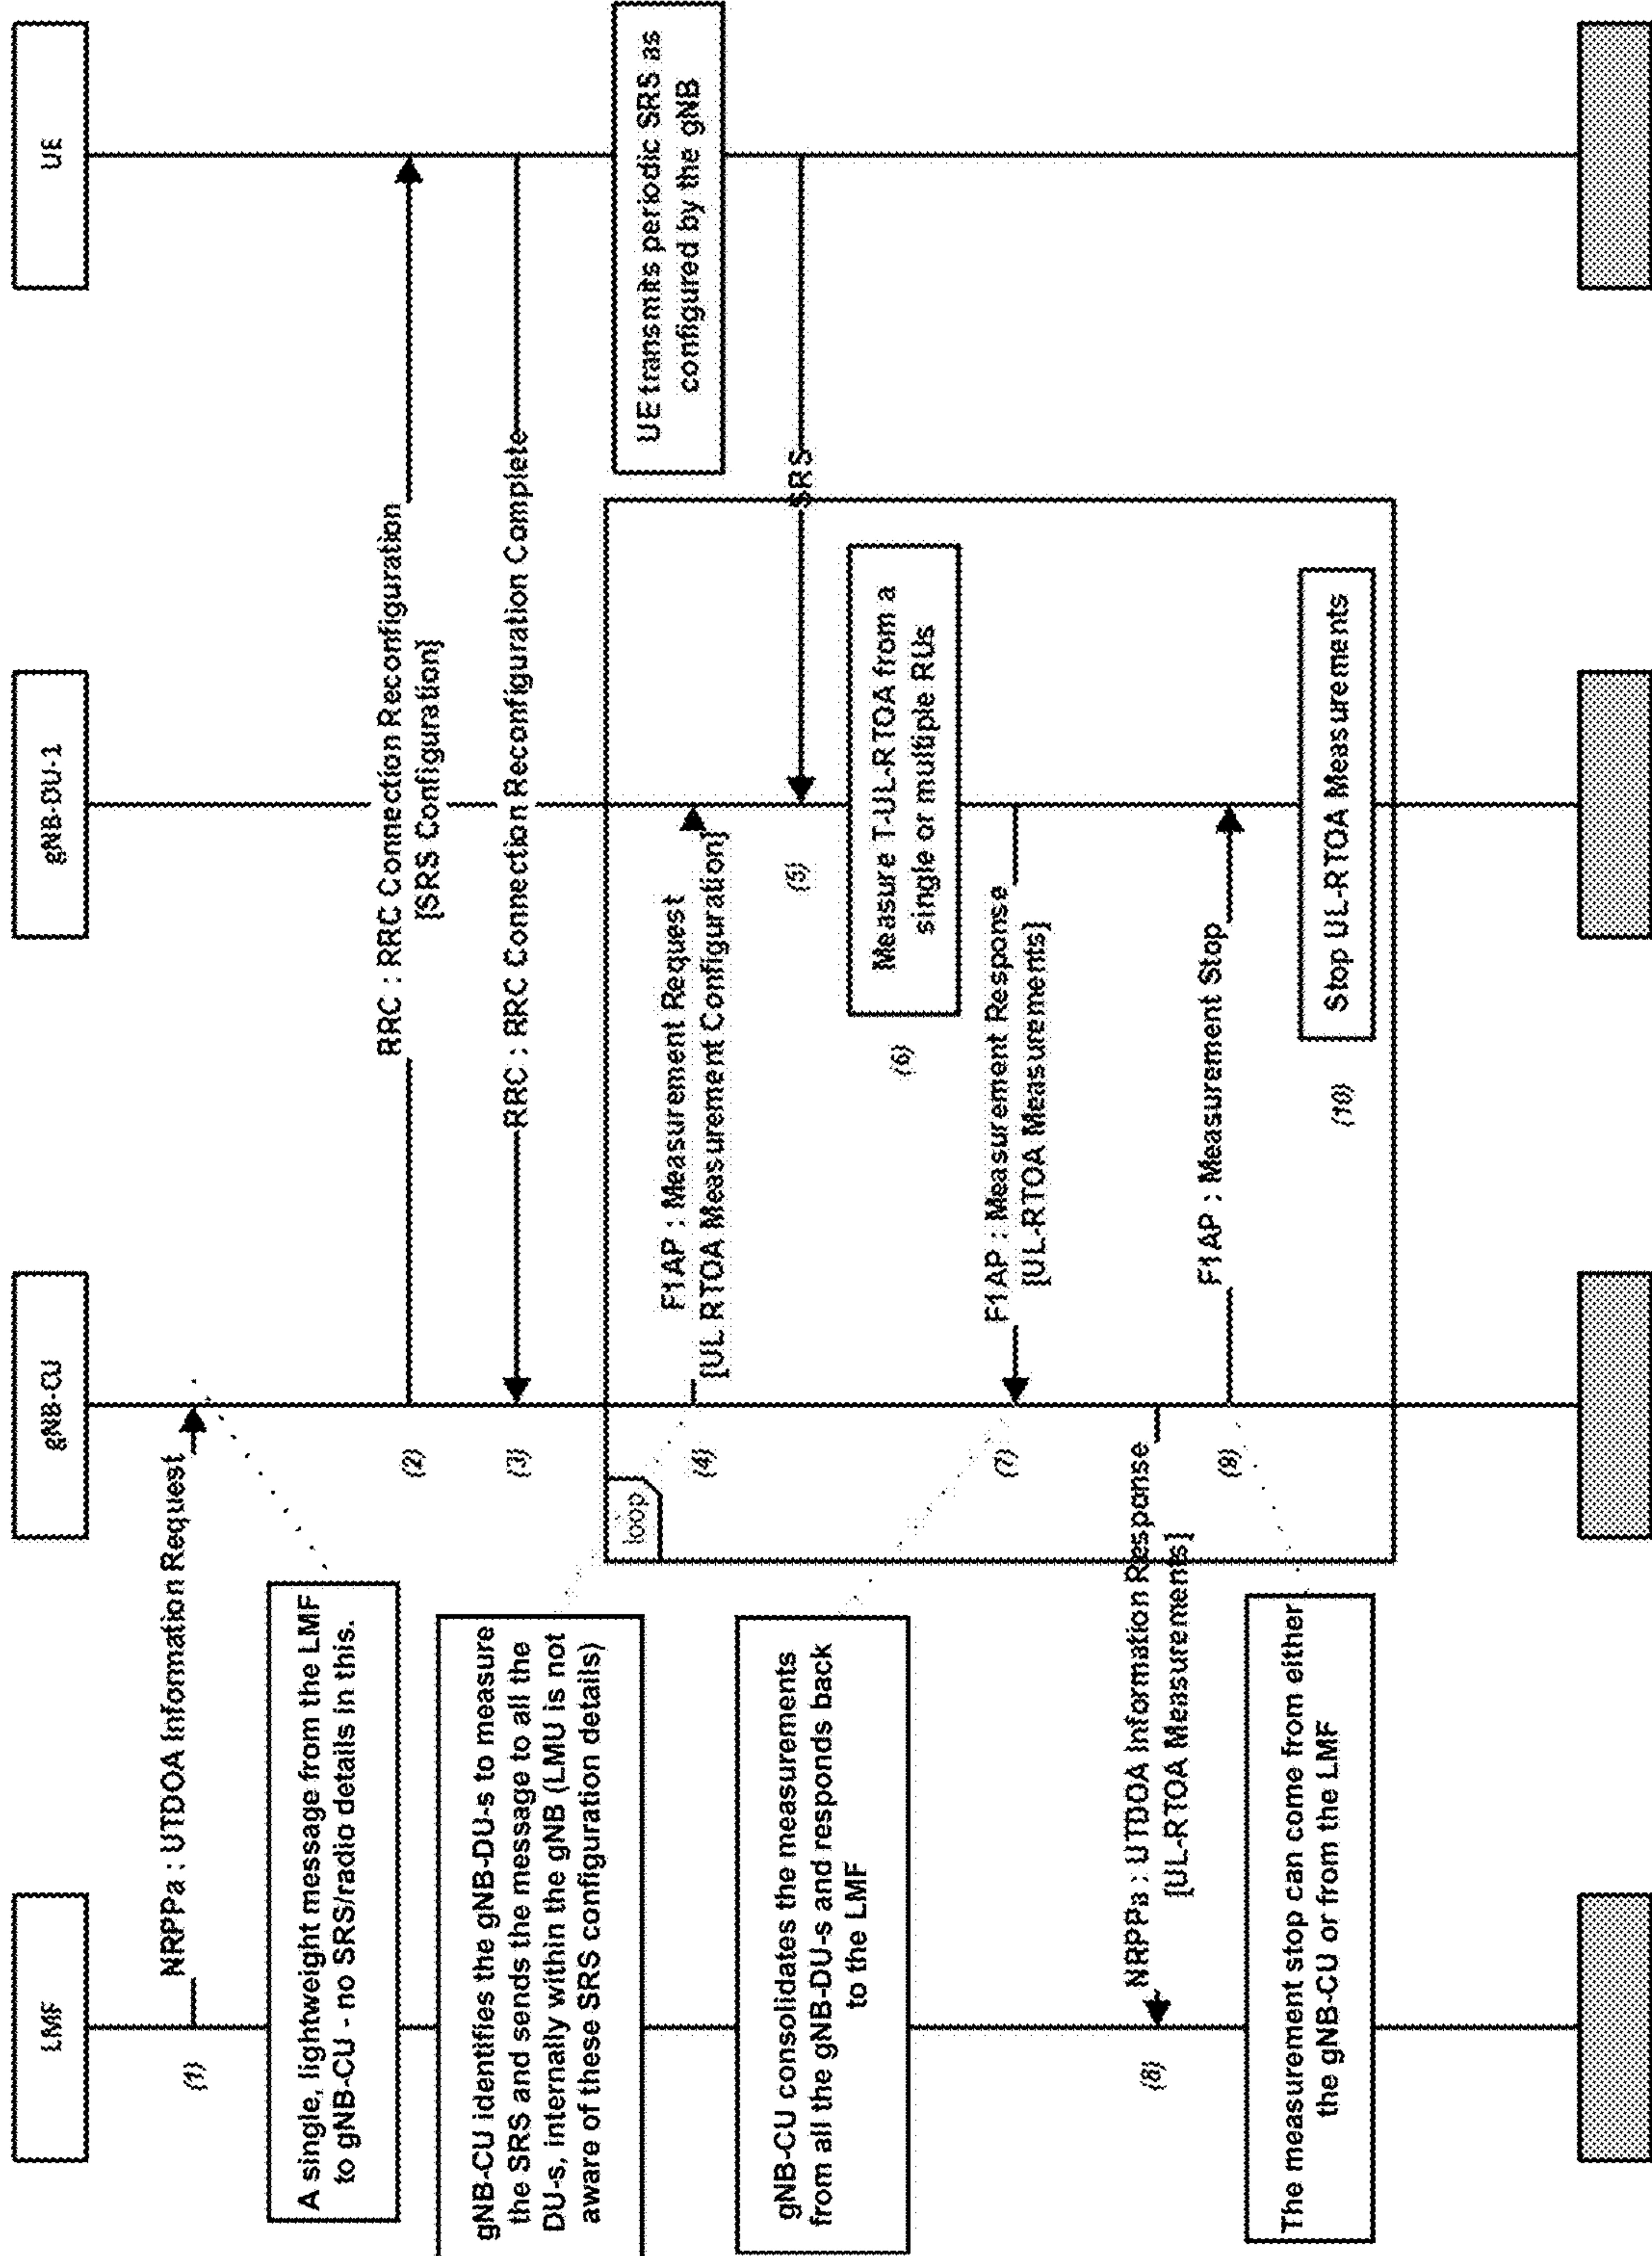 LMF
gNB-CU
gNB-DU-1
UE
NRPPa : UTDOA Information Request
(1)
A single, lightweight message from the LMF
to gNB-CU - no SRS/radio details in this.
RRC : RRC Connection Reconfiguration
[SRS Configuration]
(2)
RRC : RRC Connection Reconfiguration Complete
(3)
gNB-CU identifies the gNB-DU-s to measure
the SRS and sends the message to all the
DU-s, internally within the gNB (LMU is not
aware of these SRS configuration details)
loop
UE transmits periodic SRS as
configured by the gNB
F1AP : Measurement Request
[UL RTOA Measurement Configuration]
(4)
SRS
(5)
gNB-CU consolidates the measurements
from all the gNB-DU-s and responds back
to the LMF
Measure T-UL-RTOA from a
single or multiple RUs
(6)
F1AP : Measurement Response
[UL-RTOA Measurements]
(7)
NRPPa : UTDOA Information Response
[UL-RTOA Measurements]
(8)
F1AP : Measurement Stop
(9)
The measurement stop can come from either
the gNB-CU or from the LMF
Stop UL-RTOA Measurements
(10)